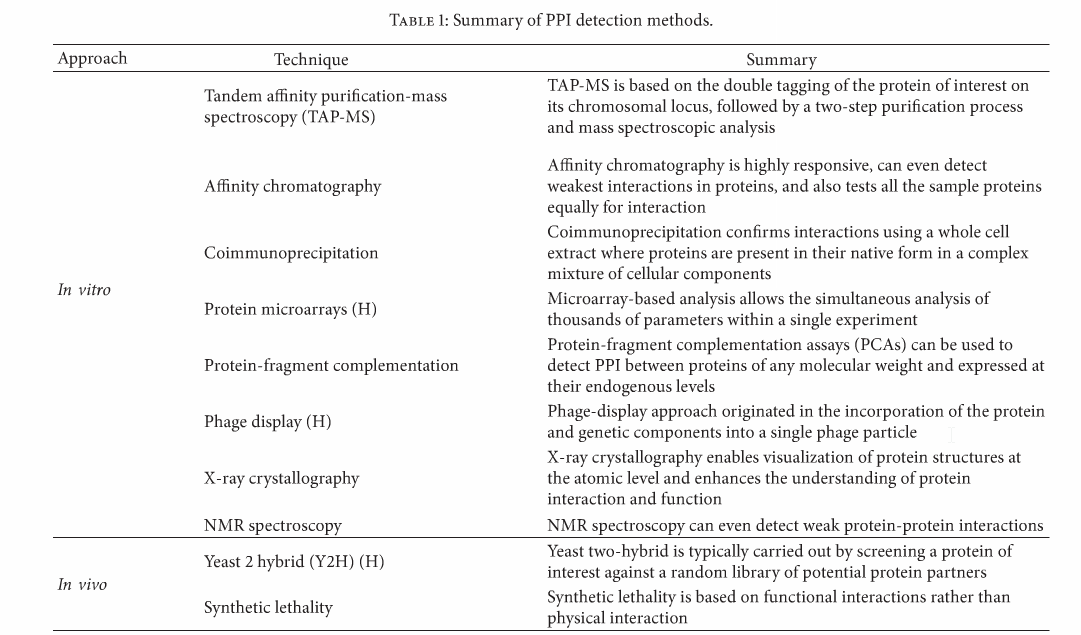 TABLE 1: Summary of PPI detection methods.
Approach Technique Summary
In vitro
Tandem affinity purification-mass
spectroscopy (TAP-MS)
TAP-MS is based on the double tagging of the protein of interest on
its chromosomal locus, followed by a two-step purification process
and mass spectroscopic analysis
Affinity chromatography
Affinity chromatography is highly responsive, can even detect
weakest interactions in proteins, and also tests all the sample proteins
equally for interaction
Coimmunoprecipitation
Coimmunoprecipitation confirms interactions using a whole cell
extract where proteins are present in their native form in a complex
mixture of cellular components
Protein microarrays (H)
Microarray-based analysis allows the simultaneous analysis of
thousands of parameters within a single experiment
Protein-fragment complementation
Protein-fragment complementation assays (PCAs) can be used to
detect PPI between proteins of any molecular weight and expressed at
their endogenous levels
Phage display (H)
Phage-display approach originated in the incorporation of the protein
and genetic components into a single phage particle
X-ray crystallography
X-ray crystallography enables visualization of protein structures at
the atomic level and enhances the understanding of protein
interaction and function
NMR spectroscopy
NMR spectroscopy can even detect weak protein-protein interactions
In vivo
Yeast 2 hybrid (Y2H) (H)
Yeast two-hybrid is typically carried out by screening a protein of
interest against a random library of potential protein partners
Synthetic lethality
Synthetic lethality is based on functional interactions rather than
physical interaction